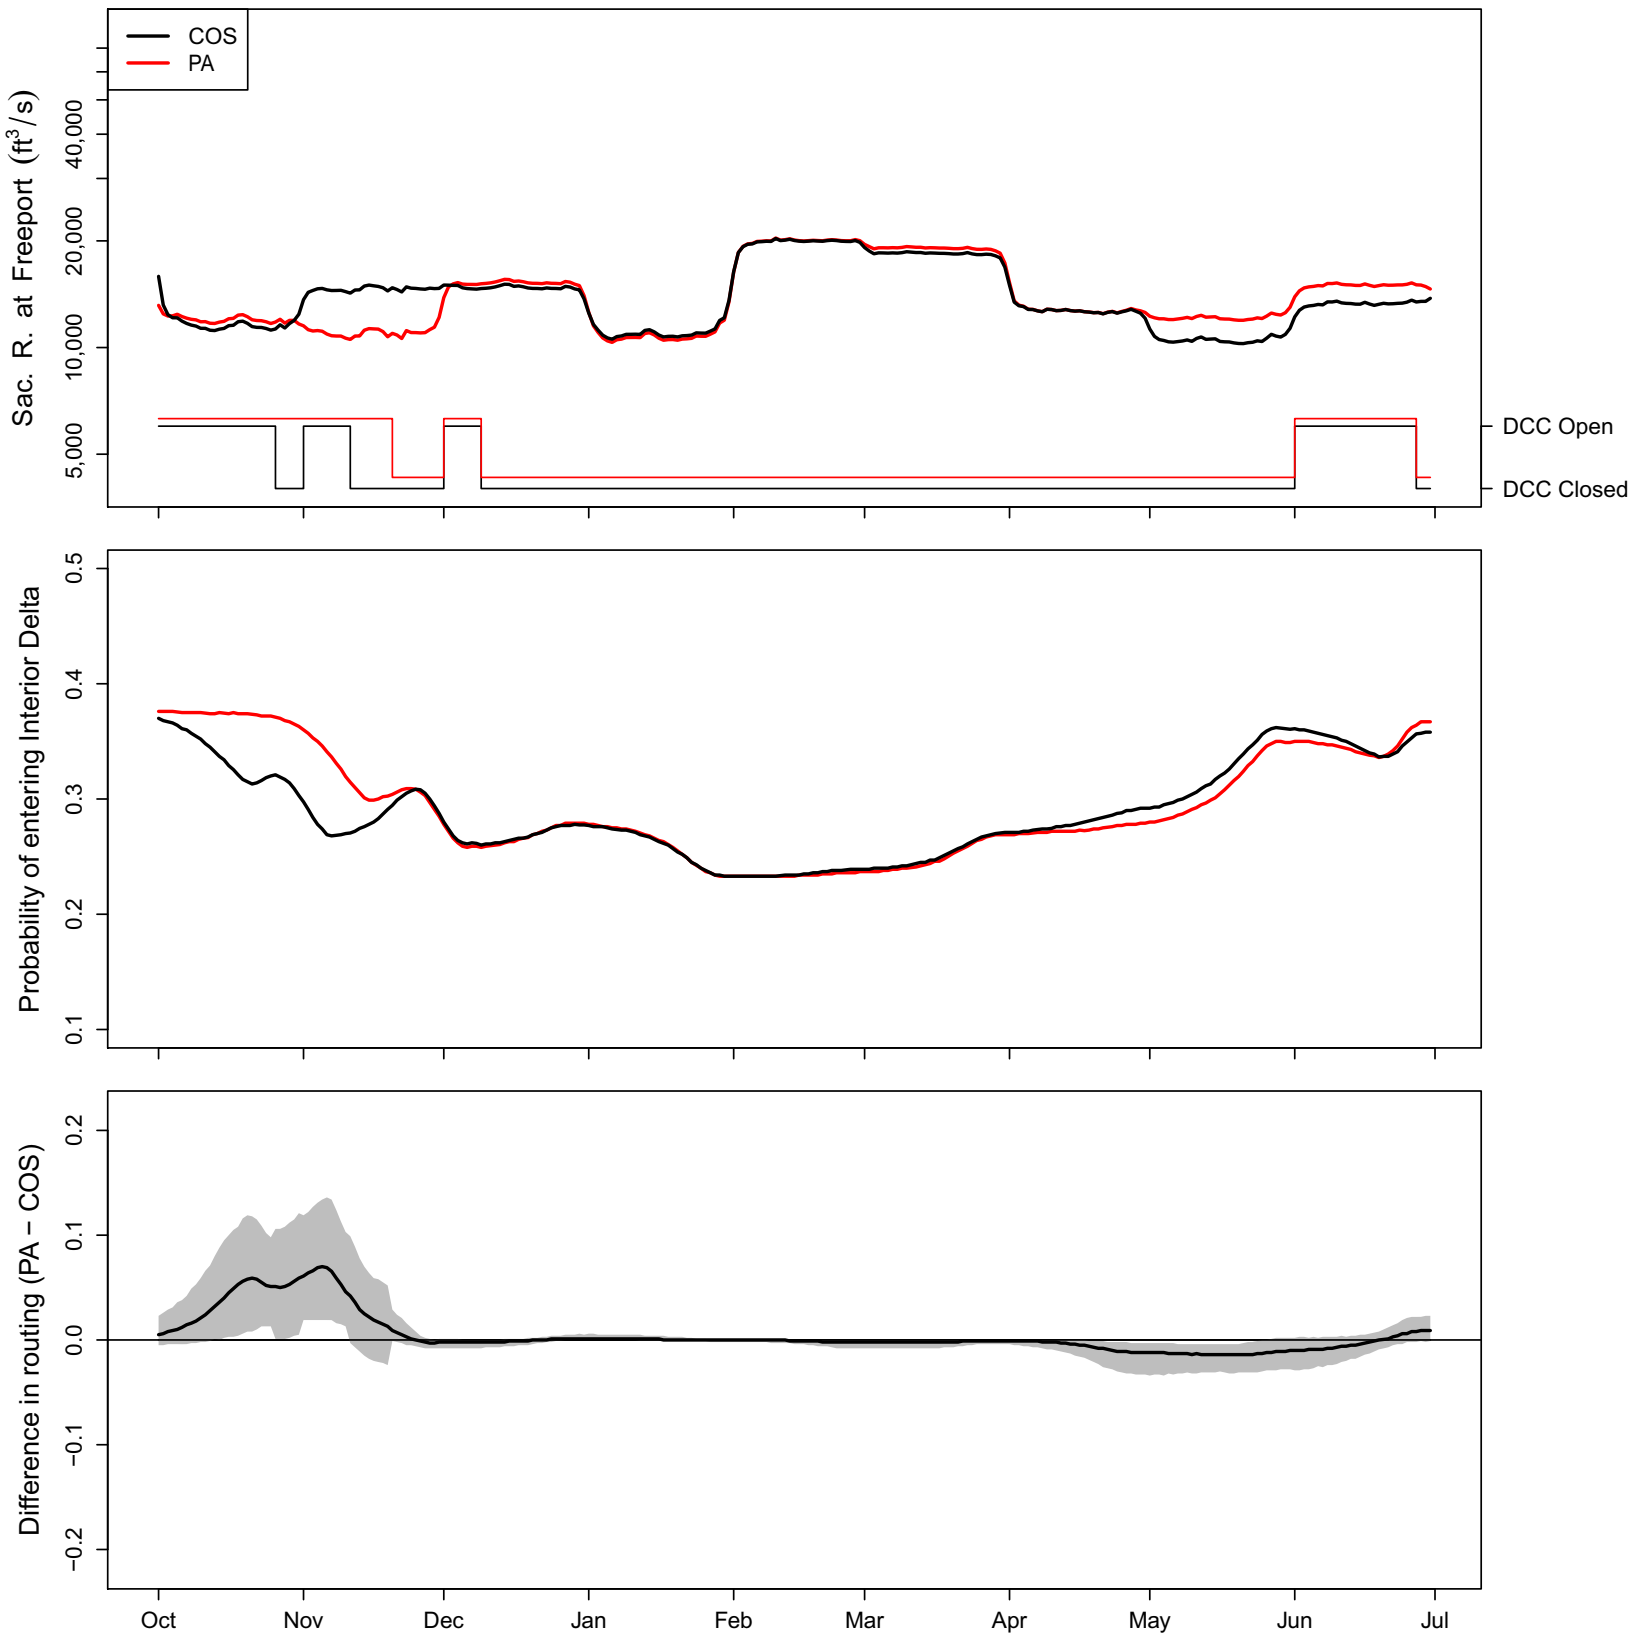 COS
PA
Sac. R. at Freeport (ft³/s)
40,000
20,000
10,000
5,000
DCC Open
DCC Closed
Probability of entering Interior Delta
0.5
0.4
0.3
0.2
0.1
Difference in routing (PA − COS)
0.2
0.1
0.0
−0.1
−0.2
Oct Nov Dec Jan Feb Mar Apr May Jun Jul